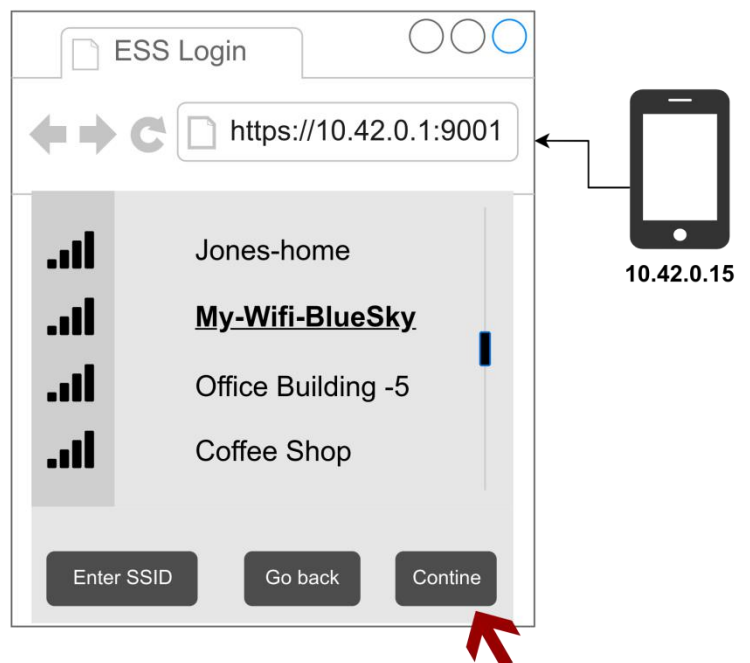 ESS Login
https://10.42.0.1:9001
Jones-home
My-Wifi-BlueSky
Office Building -5
Coffee Shop
Enter SSID Go back Contine
10.42.0.15